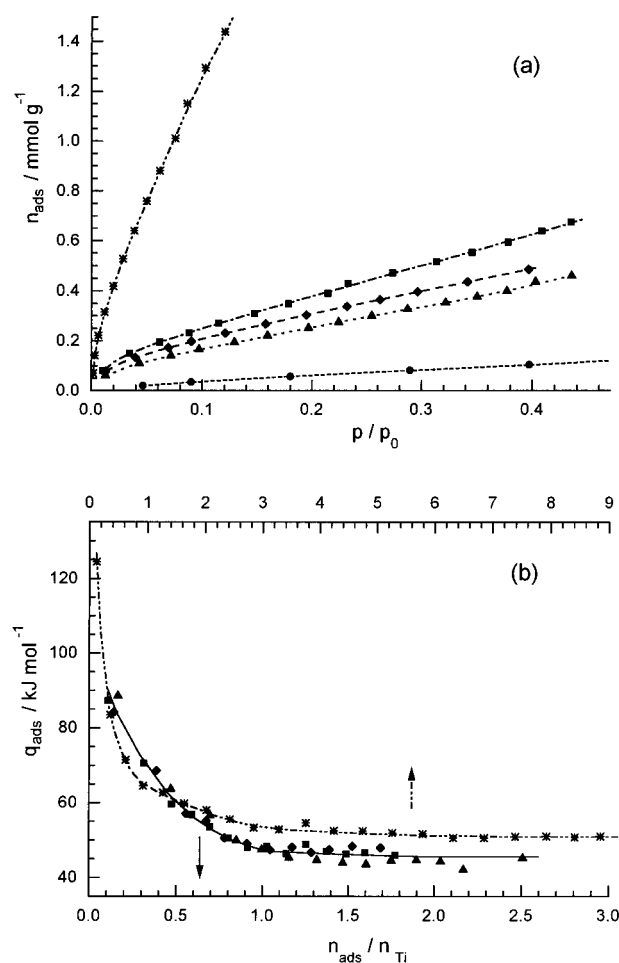 1.4
1.2
1.0
0.8
0.6
0.4
0.2
0.0
n_ads / mmol g⁻¹
(a)
0.0 0.1 0.2 0.3 0.4
p / p₀
0 1 2 3 4 5 6 7 8 9
120
100
80
60
40
q_ads / kJ mol⁻¹
(b)
0.0 0.5 1.0 1.5 2.0 2.5 3.0
n_ads / n_Ti